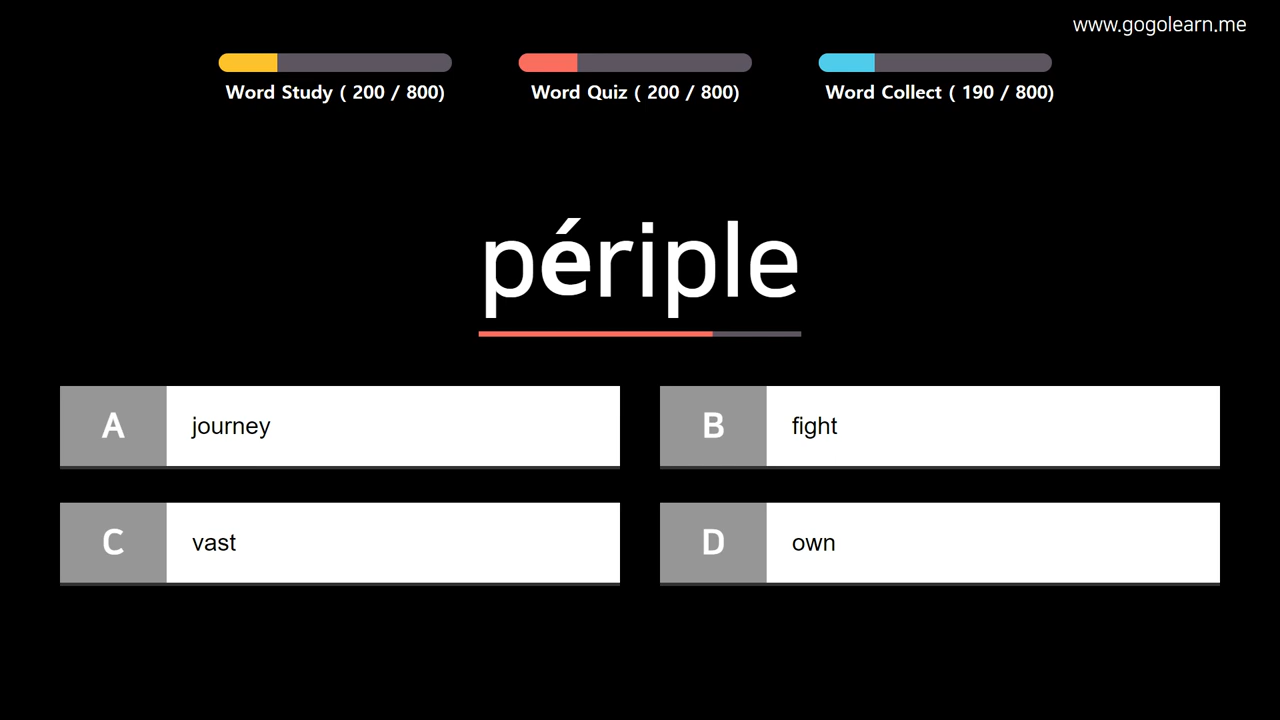 www.gogolearn.me
Word Study ( 200 / 800)
Word Quiz ( 200 / 800)
Word Collect ( 190 / 800)
périple
A journey
B fight
C vast
D own